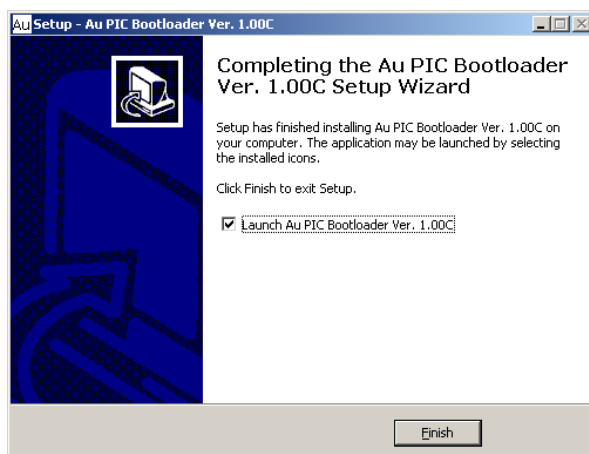 Au Setup - Au PIC Bootloader Ver. 1.00C
Completing the Au PIC Bootloader
Ver. 1.00C Setup Wizard
Setup has finished installing Au PIC Bootloader Ver. 1.00C on
your computer. The application may be launched by selecting
the installed icons.
Click Finish to exit Setup.
Launch Au PIC Bootloader Ver. 1.00C
Finish